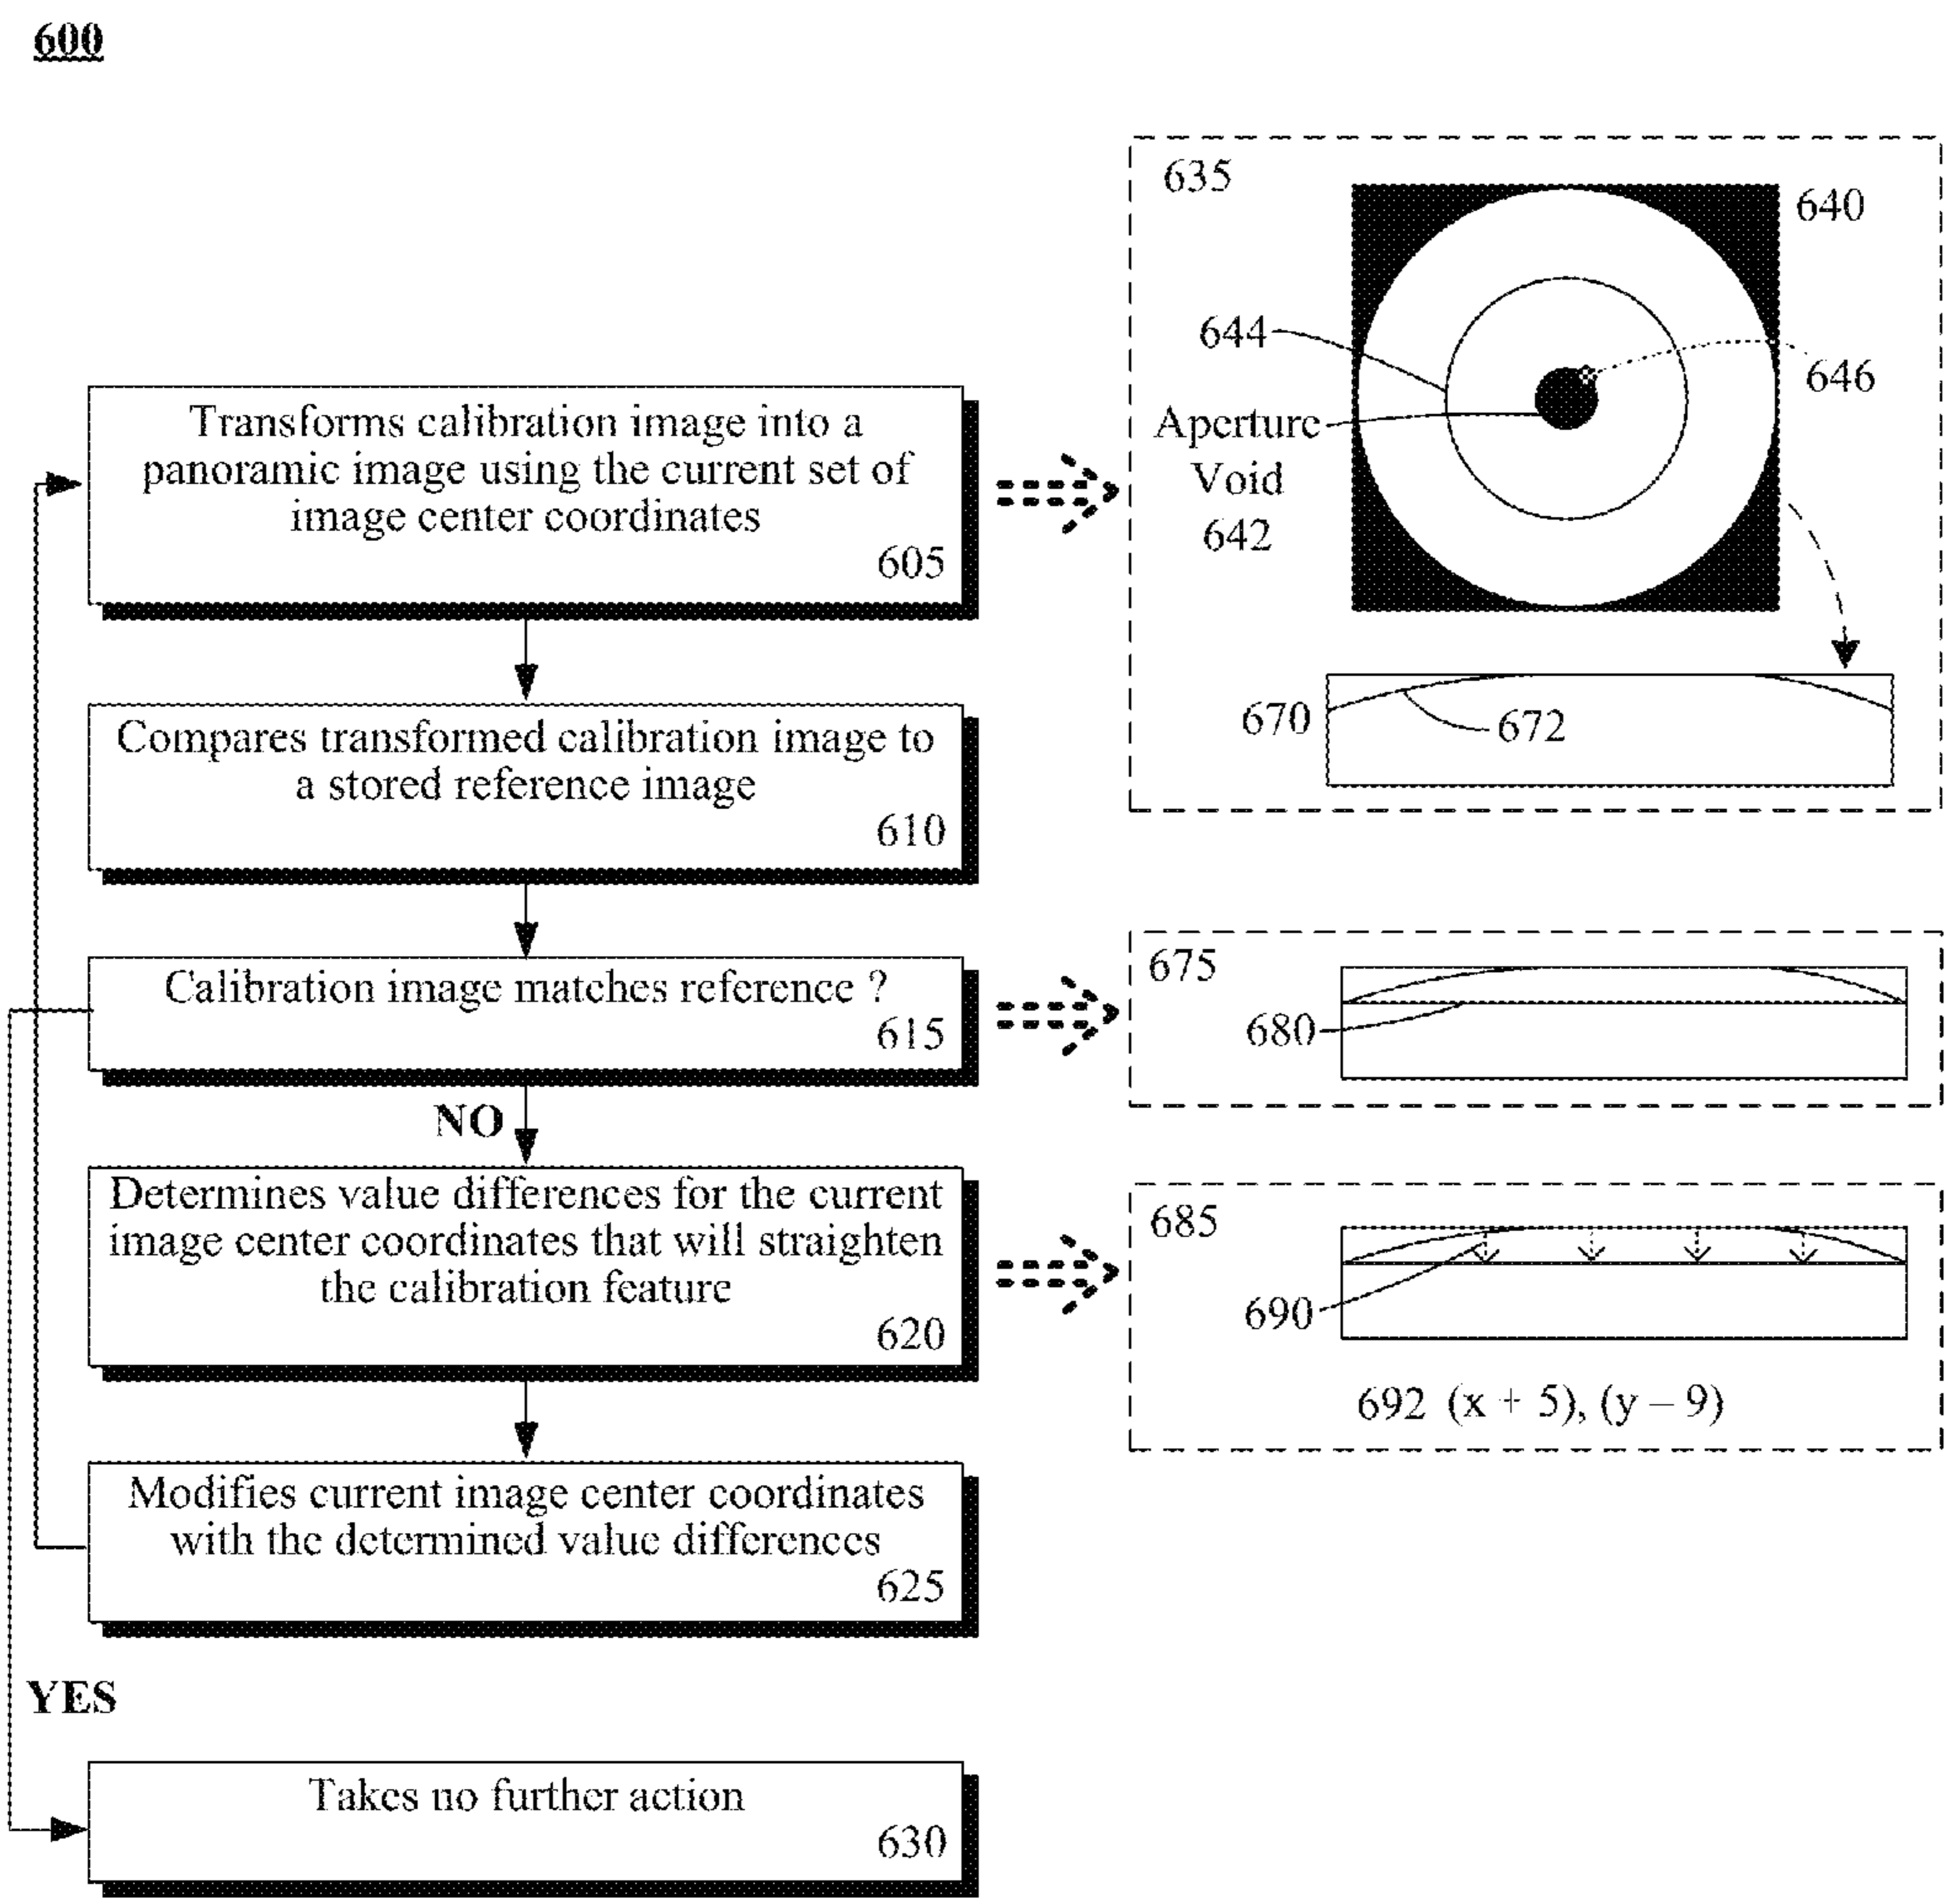 600
Transforms calibration image into a
panoramic image using the current set of
image center coordinates
605
Compares transformed calibration image to
a stored reference image
610
Calibration image matches reference ?
615
NO
Determines value differences for the current
image center coordinates that will straighten
the calibration feature
620
Modifies current image center coordinates
with the determined value differences
625
YES
Takes no further action
630
635
640
644
646
Aperture
Void
642
670
672
675
680
685
690
692 (x + 5), (y – 9)